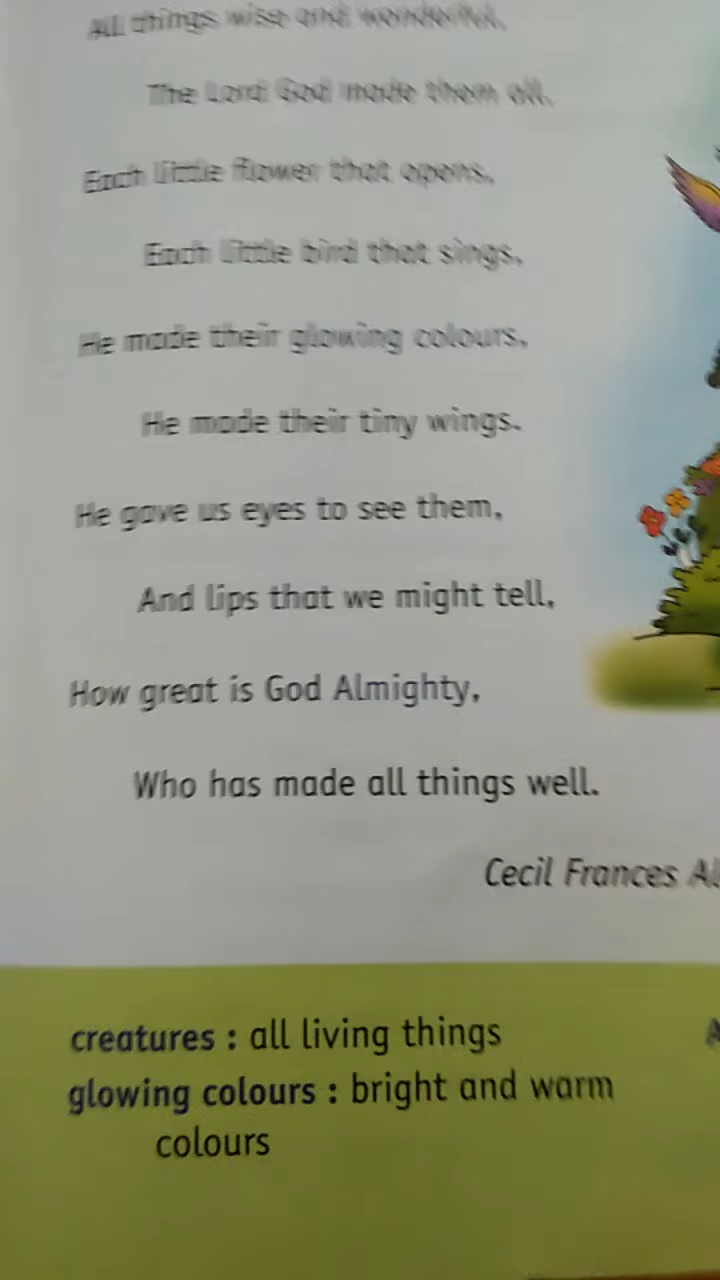 All things wise and wonderful,
The Lord God made them all.
Each little flower that opens,
Each little bird that sings,
He made their glowing colours,
He made their tiny wings.
He gave us eyes to see them,
And lips that we might tell,
How great is God Almighty,
Who has made all things well.
Cecil Frances
creatures : all living things
glowing colours : bright and warm
colours